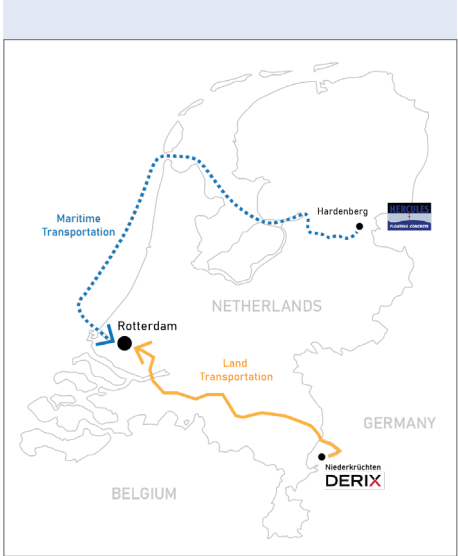 Hardenberg
HERCULES
FLOATING CONCRETE
Maritime
Transportation
NETHERLANDS
Rotterdam
Land
Transportation
GERMANY
Niederkrüchten
DERIX
BELGIUM